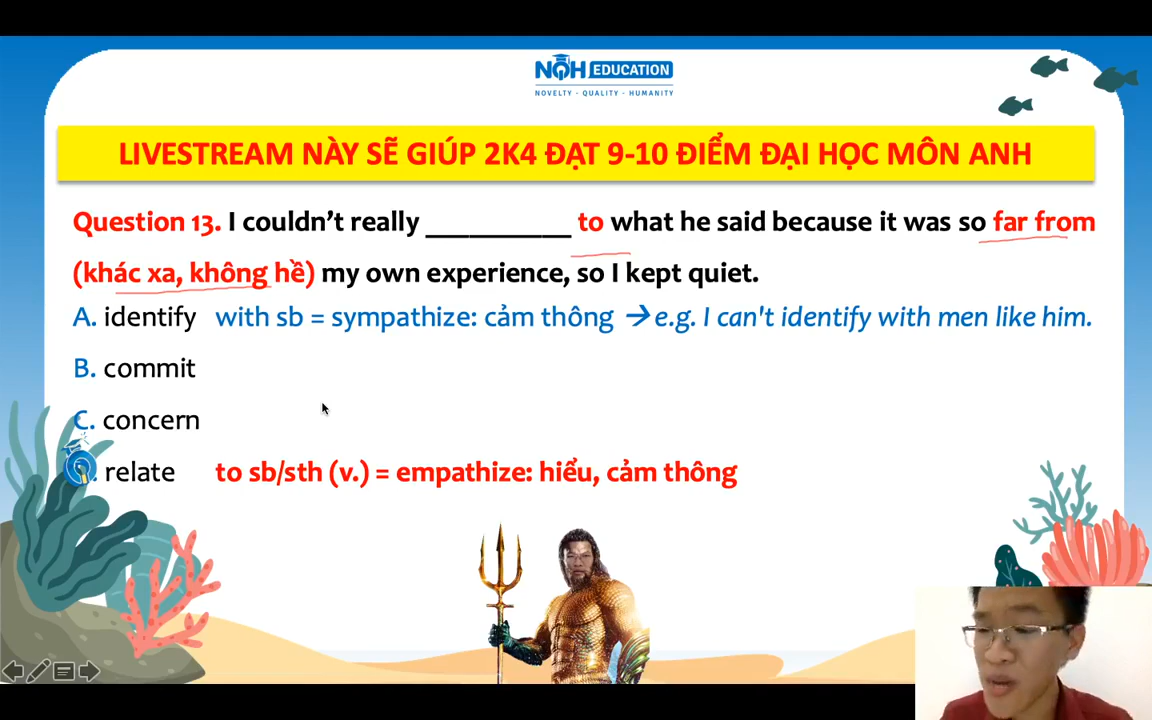 NQH EDUCATION
NOVELTY - QUALITY - HUMANITY
LIVESTREAM NÀY SẼ GIÚP 2K4 ĐẠT 9-10 ĐIỂM ĐẠI HỌC MÔN ANH
Question 13. I couldn't really __________ to what he said because it was so far from
(khác xa, không hề) my own experience, so I kept quiet.
A. identify with sb = sympathize: cảm thông → e.g. I can't identify with men like him.
B. commit
C. concern
relate to sb/sth (v.) = empathize: hiểu, cảm thông